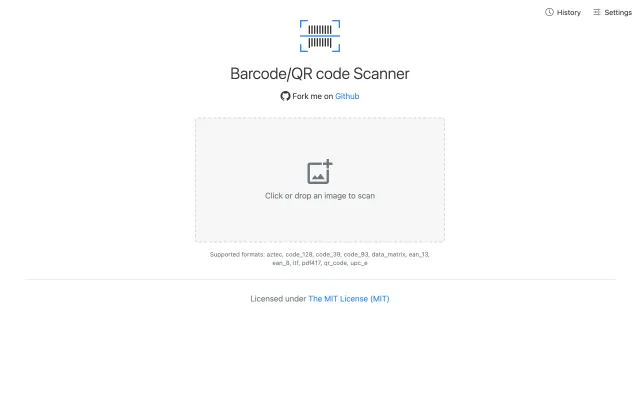 History
Settings
Barcode/QR code Scanner
Fork me on Github
Click or drop an image to scan
Supported formats: aztec, code_128, code_39, code_93, data_matrix, ean_13,
ean_8, itf, pdf417, qr_code, upc_e
Licensed under The MIT License (MIT)